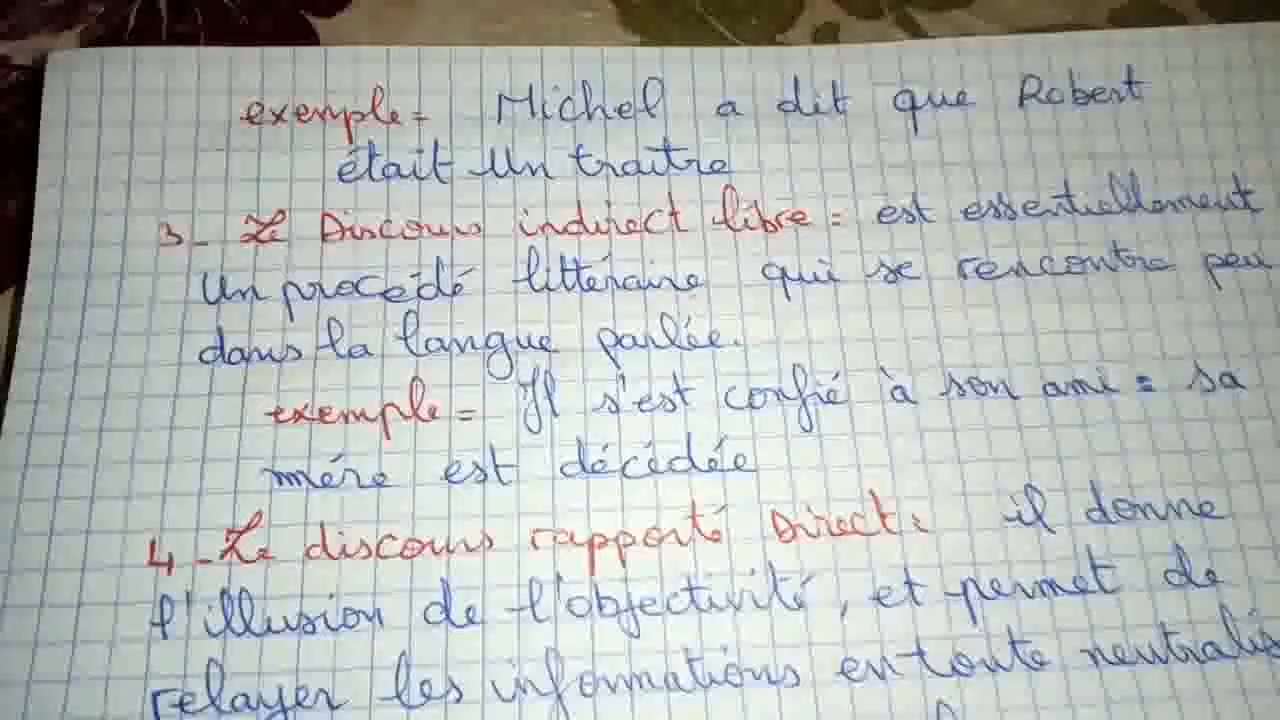 exemple = Michel a dit que Robert
était un traitre
3 - Le Discours indirect libre = est essentiellement
un procédé littéraire qui se rencontre peu
dans la langue parlée.
exemple = Il s'est confié à son ami = sa
mére est décédée
4 - Le discours rapporté Direct : il donne
l'illusion de l'objectivité, et permet de
relayer les informations en toute